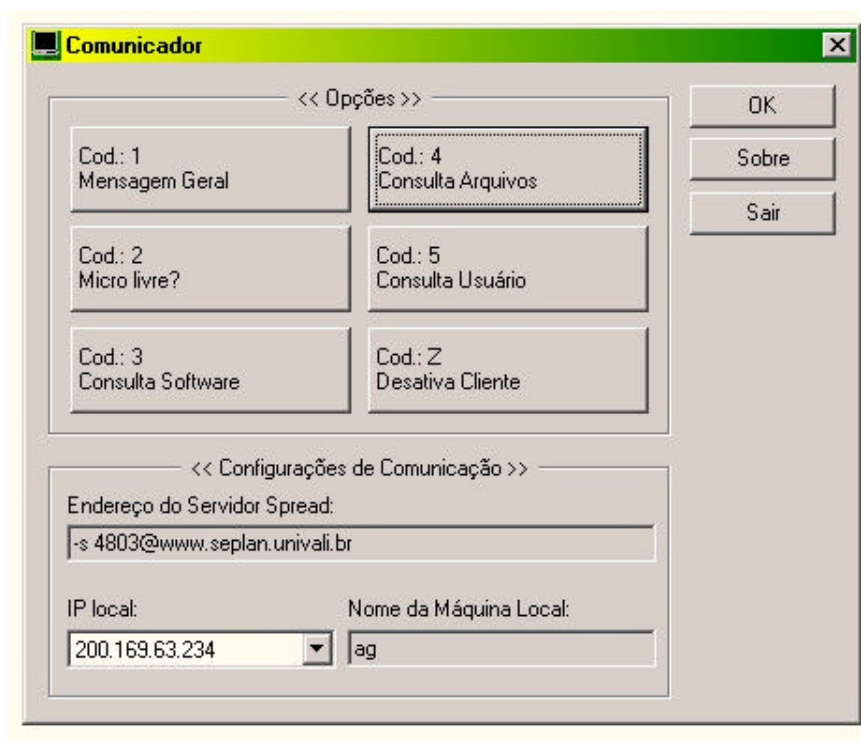 Comunicador
<< Opções >>
Cod.: 1
Mensagem Geral
Cod.: 4
Consulta Arquivos
Cod.: 2
Micro livre?
Cod.: 5
Consulta Usuário
Cod.: 3
Consulta Software
Cod.: Z
Desativa Cliente
OK
Sobre
Sair
<< Configurações de Comunicação >>
Endereço do Servidor Spread:
-s 4803@www.seplan.univali.br
IP local:
200.169.63.234
Nome da Máquina Local:
ag